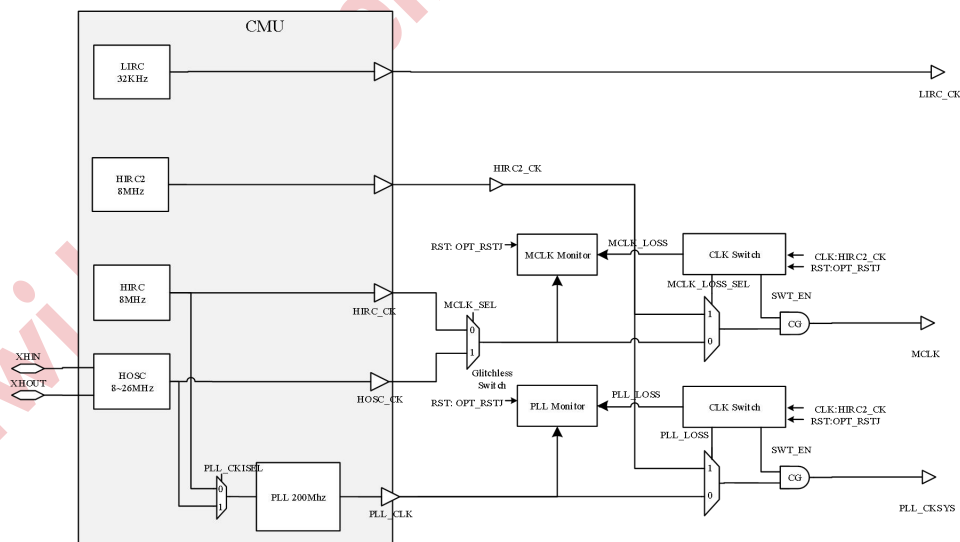 CMU
LIRC
32KHz
LIRC_CK
HIRC2
8MHz
HIRC2_CK
RST: OPT_RSTJ
MCLK Monitor
MCLK_LOSS
CLK Switch
CLK:HIRC2_CK
RST:OPT_RSTJ
MCLK_LOSS_SEL
SWT_EN
HIRC
8MHz
HIRC_CK
MCLK_SEL
0
1
1
0
CG
MCLK
Glitchless
Switch
XHIN
XHOUT
HOSC
8~26MHz
HOSC_CK
RST: OPT_RSTJ
PLL Monitor
PLL_LOSS
CLK Switch
CLK:HIRC2_CK
RST:OPT_RSTJ
PLL_LOSS
SWT_EN
PLL_CKISEL
0
1
PLL 200Mhz
PLL_CLK
1
0
CG
PLL_CKSYS